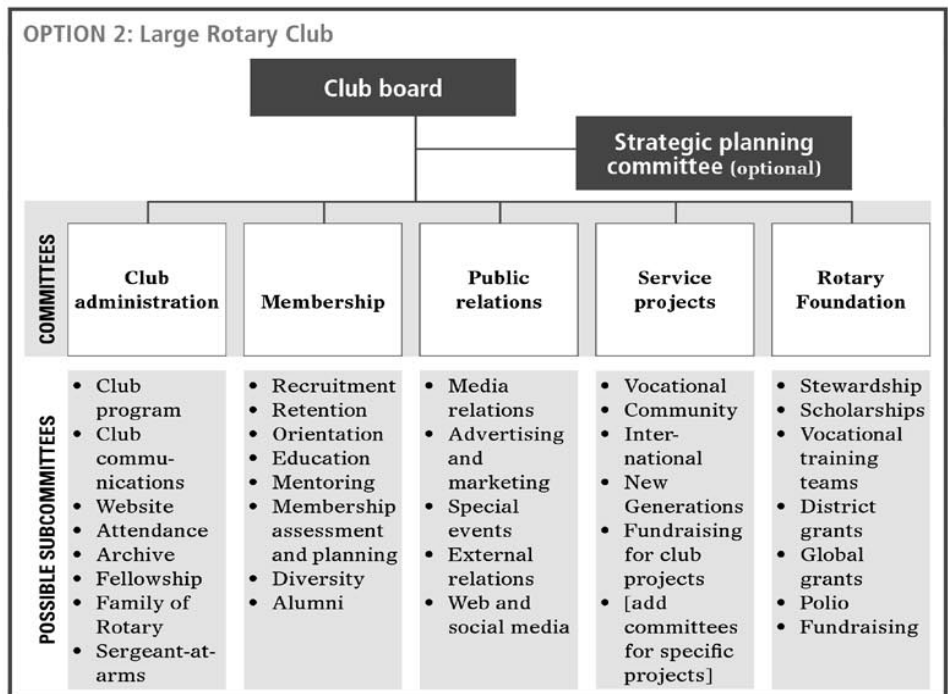 OPTION 2: Large Rotary Club
Club board
Strategic planning
committee (optional)
COMMITTEES
Club
administration
Membership
Public
relations
Service
projects
Rotary
Foundation
POSSIBLE SUBCOMMITTEES
• Club
program
• Club
commu-
nications
• Website
• Attendance
• Archive
• Fellowship
• Family of
Rotary
• Sergeant-at-
arms
• Recruitment
• Retention
• Orientation
• Education
• Mentoring
• Membership
assessment
and planning
• Diversity
• Alumni
• Media
relations
• Advertising
and
marketing
• Special
events
• External
relations
• Web and
social media
• Vocational
• Community
• Inter-
national
• New
Generations
• Fundraising
for club
projects
• [add
committees
for specific
projects]
• Stewardship
• Scholarships
• Vocational
training
teams
• District
grants
• Global
grants
• Polio
• Fundraising